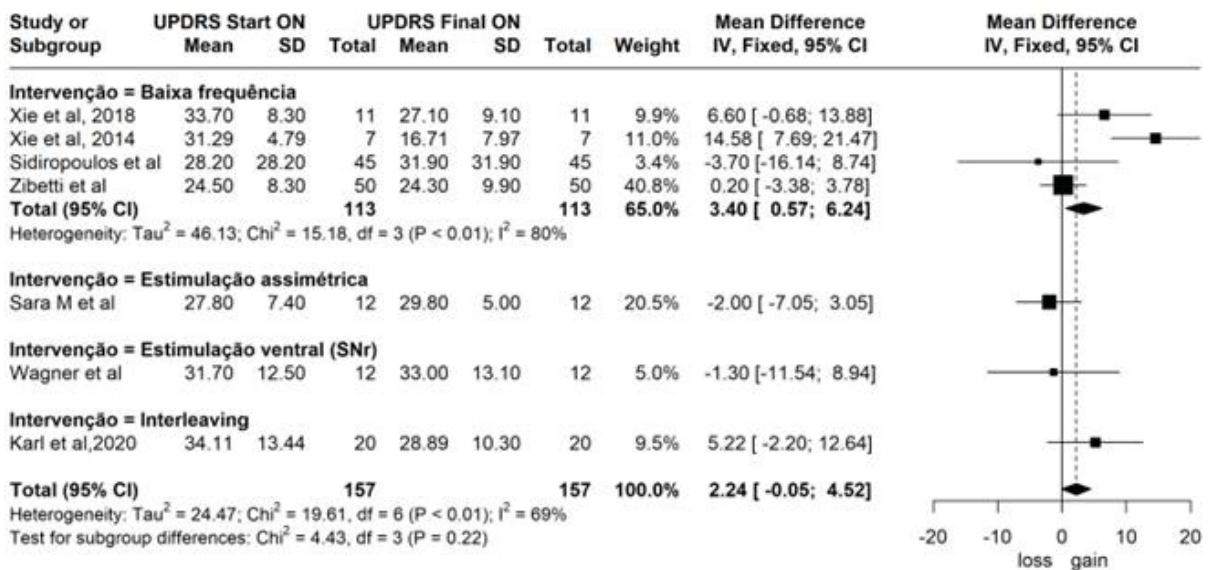 Study or UPDRS Start ON UPDRS Final ON Mean Difference Mean Difference
Subgroup Mean SD Total Mean SD Total Weight IV, Fixed, 95% CI IV, Fixed, 95% CI
Intervenção = Baixa frequência
Xie et al, 2018 33.70 8.30 11 27.10 9.10 11 9.9% 6.60 [ -0.68; 13.88]
Xie et al, 2014 31.29 4.79 7 16.71 7.97 7 11.0% 14.58 [ 7.69; 21.47]
Sidiropoulos et al 28.20 28.20 45 31.90 31.90 45 3.4% -3.70 [-16.14; 8.74]
Zibetti et al 24.50 8.30 50 24.30 9.90 50 40.8% 0.20 [ -3.38; 3.78]
Total (95% CI) 113 113 65.0% 3.40 [ 0.57; 6.24]
Heterogeneity: Tau² = 46.13; Chi² = 15.18, df = 3 (P < 0.01); I² = 80%
Intervenção = Estimulação assimétrica
Sara M et al 27.80 7.40 12 29.80 5.00 12 20.5% -2.00 [ -7.05; 3.05]
Intervenção = Estimulação ventral (SNr)
Wagner et al 31.70 12.50 12 33.00 13.10 12 5.0% -1.30 [-11.54; 8.94]
Intervenção = Interleaving
Karl et al,2020 34.11 13.44 20 28.89 10.30 20 9.5% 5.22 [ -2.20; 12.64]
Total (95% CI) 157 157 100.0% 2.24 [ -0.05; 4.52]
Heterogeneity: Tau² = 24.47; Chi² = 19.61, df = 6 (P < 0.01); I² = 69%
Test for subgroup differences: Chi² = 4.43, df = 3 (P = 0.22)
-20 -10 0 10 20
loss gain